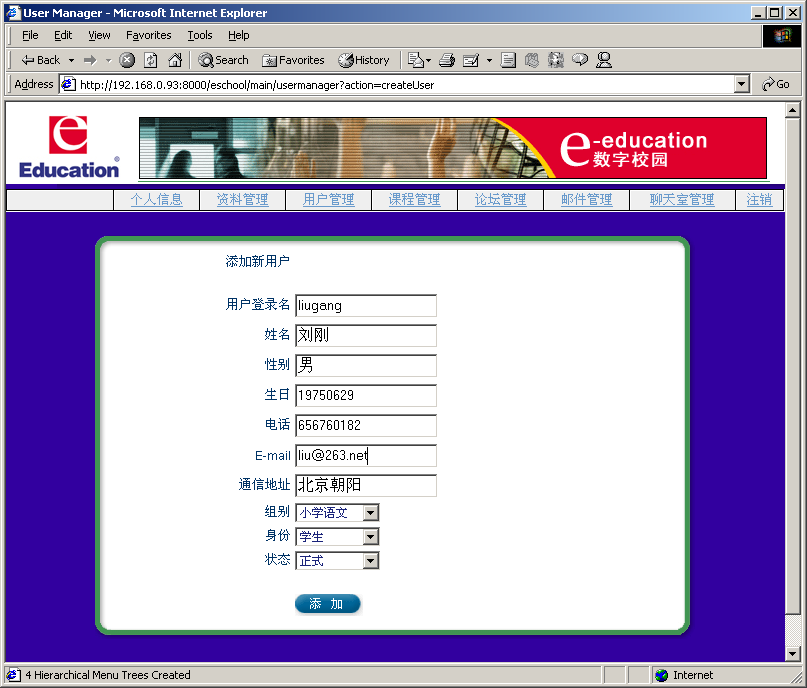 User Manager - Microsoft Internet Explorer
File Edit View Favorites Tools Help
Back Search Favorites History
Address http://192.168.0.93:8000/eschool/main/usermanager?action=createUser Go
e
Education®
e-education
数字校园
个人信息 资料管理 用户管理 课程管理 论坛管理 邮件管理 聊天室管理 注销
添加新用户
用户登录名 liugang
姓名 刘刚
性别 男
生日 19750629
电话 656760182
E-mail liu@263.net
通信地址 北京朝阳
组别 小学语文
身份 学生
状态 正式
添 加
4 Hierarchical Menu Trees Created Internet